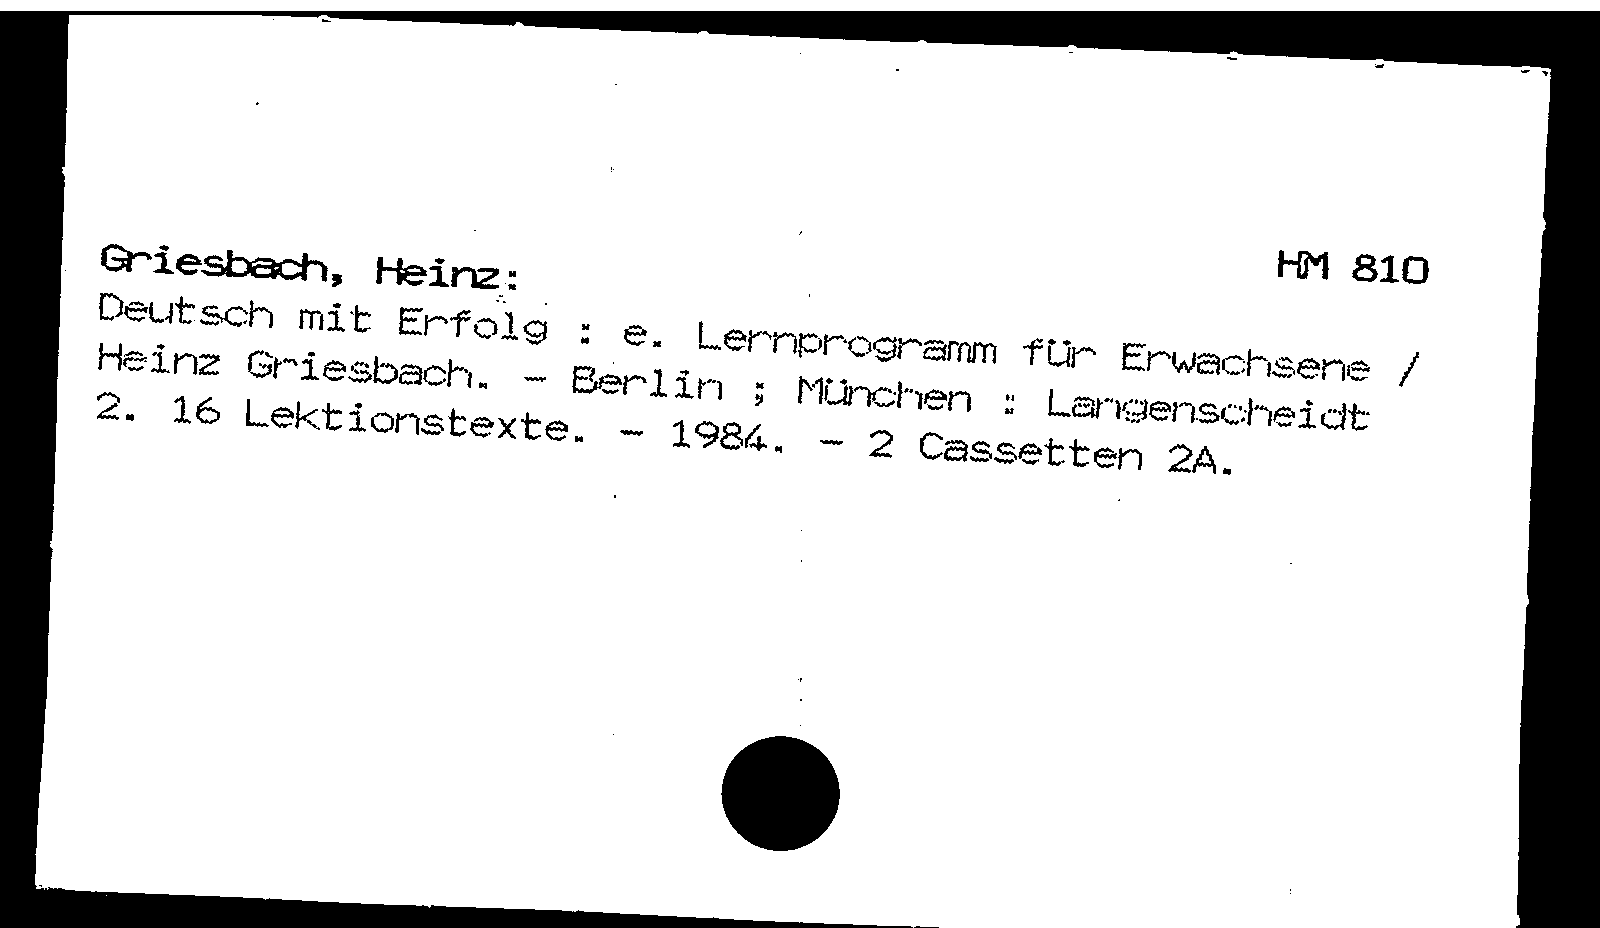 Griesbach, Heinz: HM 810
Deutsch mit Erfolg : e. Lernprogramm für Erwachsene /
Heinz Griesbach. - Berlin ; München : Langenscheidt
2. 16 Lektionstexte. - 1984. - 2 Cassetten 2A.